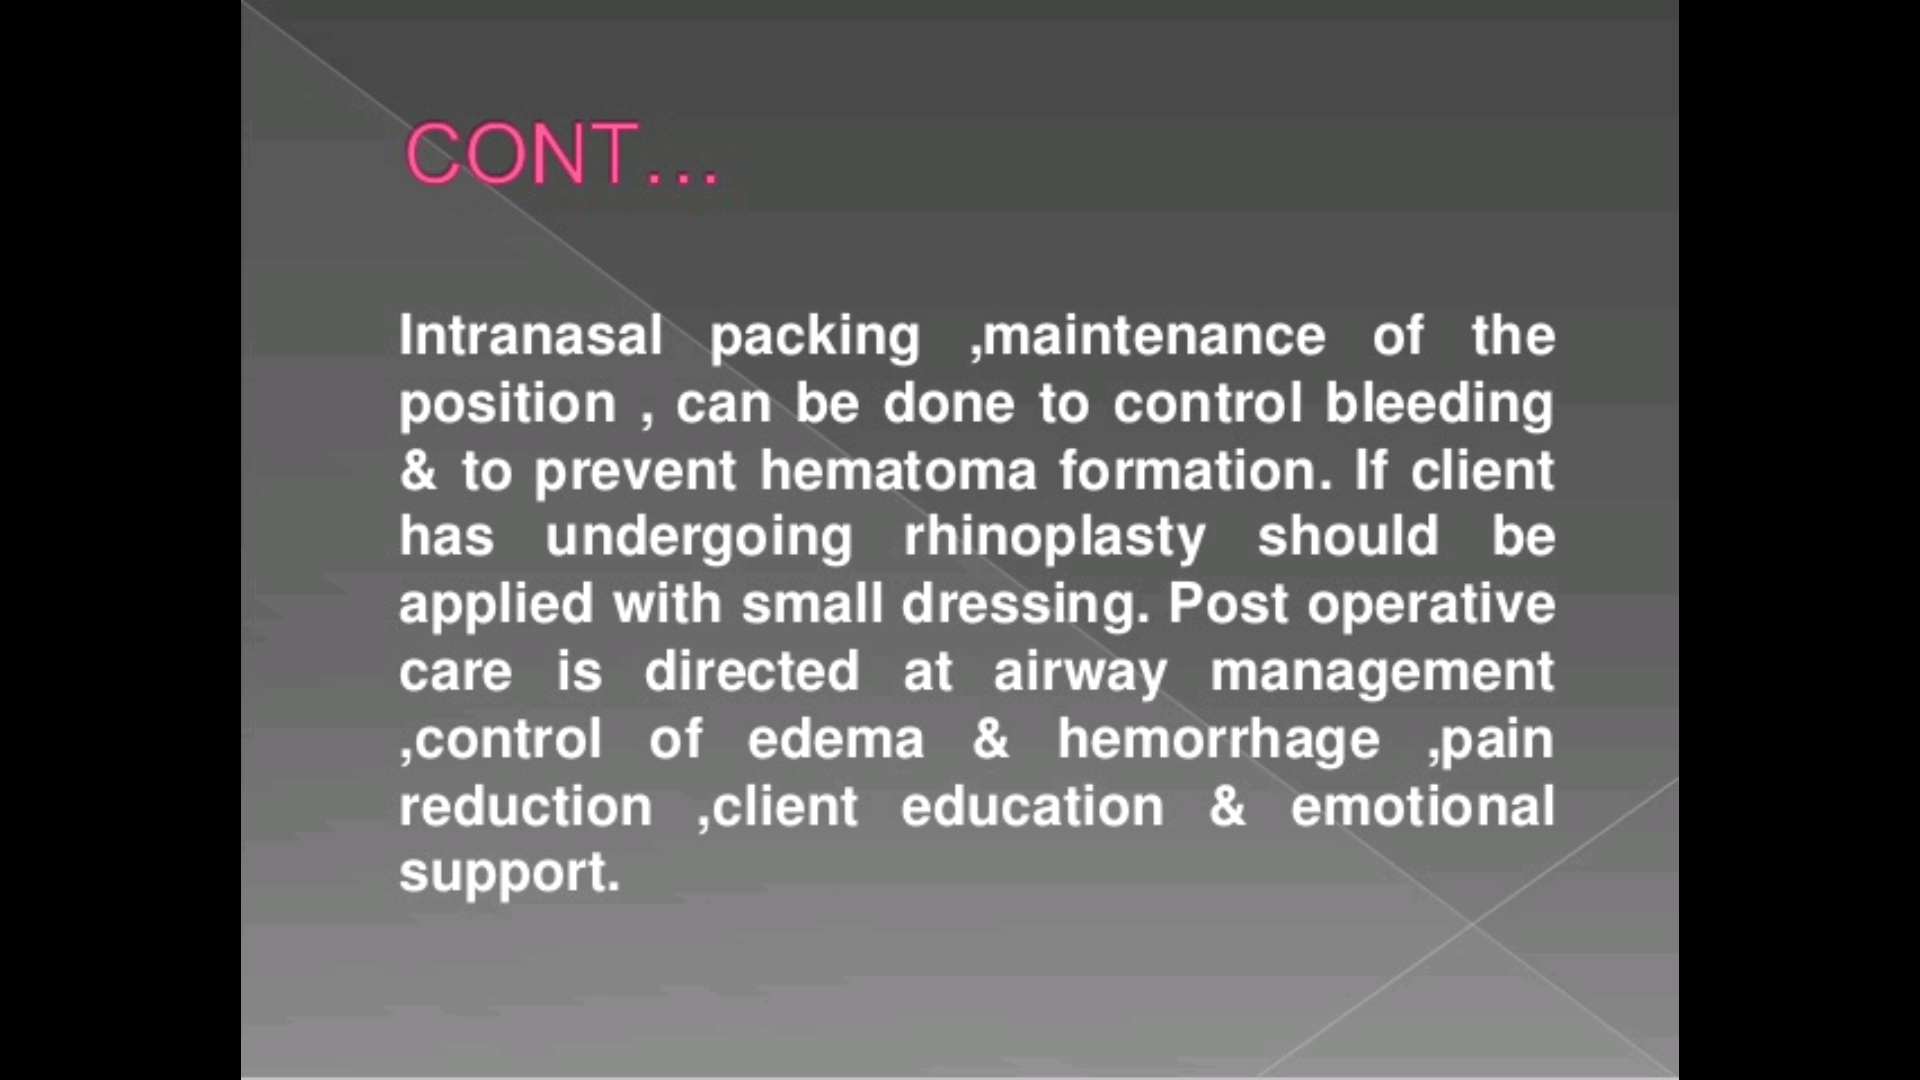 CONT...
Intranasal packing ,maintenance of the
position , can be done to control bleeding
& to prevent hematoma formation. If client
has undergoing rhinoplasty should be
applied with small dressing. Post operative
care is directed at airway management
,control of edema & hemorrhage ,pain
reduction ,client education & emotional
support.